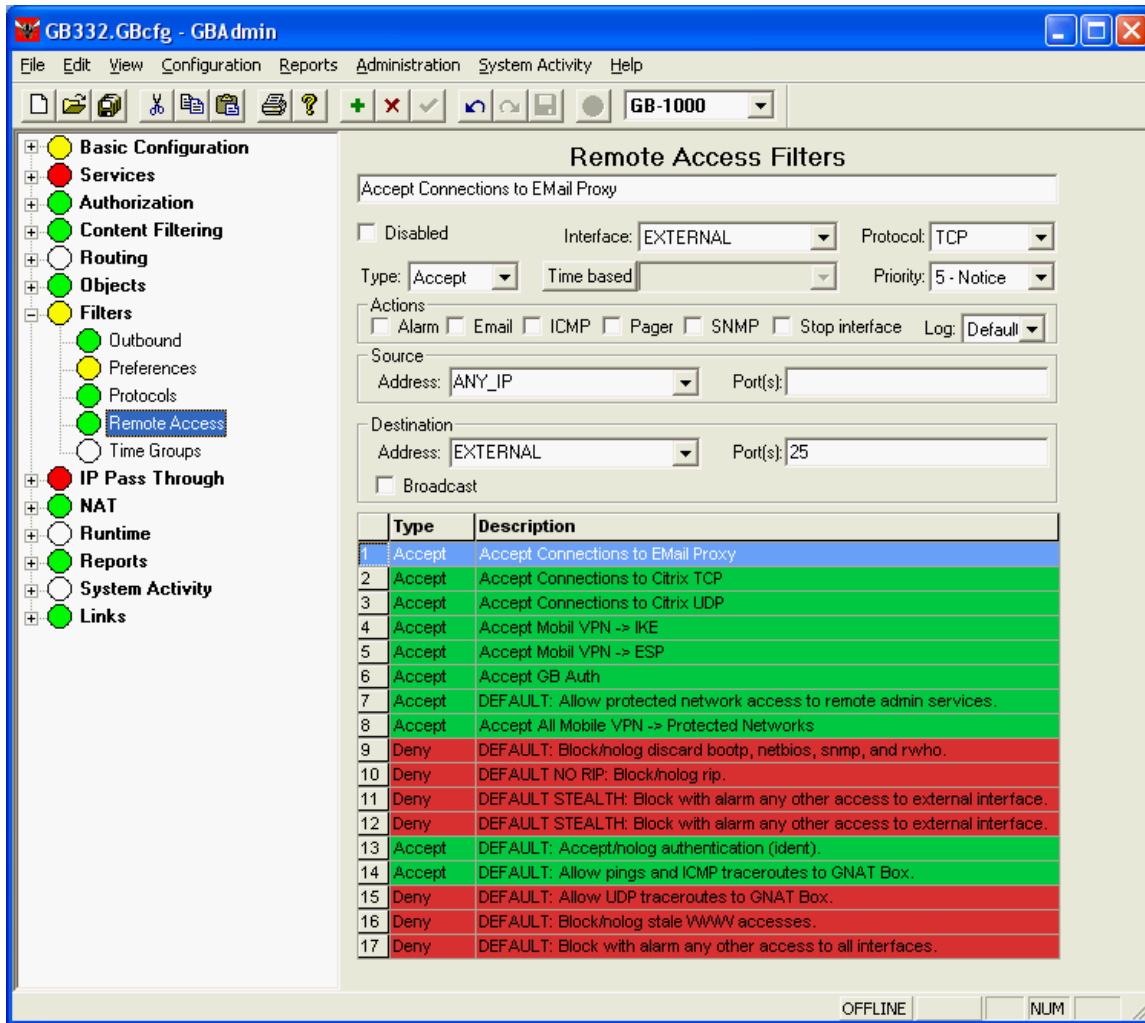 GB332.GBcfg - GBAdmin
File Edit View Configuration Reports Administration System Activity Help
GB-1000
Basic Configuration
Services
Authorization
Content Filtering
Routing
Objects
Filters
Outbound
Preferences
Protocols
Remote Access
Time Groups
IP Pass Through
NAT
Runtime
Reports
System Activity
Links
Remote Access Filters
Accept Connections to EMail Proxy
Disabled Interface: EXTERNAL Protocol: TCP
Type: Accept Time based Priority: 5 - Notice
Actions
Alarm Email ICMP Pager SNMP Stop interface Log: Default
Source
Address: ANY_IP Port(s):
Destination
Address: EXTERNAL Port(s): 25
Broadcast
Type Description
1 Accept Accept Connections to EMail Proxy
2 Accept Accept Connections to Citrix TCP
3 Accept Accept Connections to Citrix UDP
4 Accept Accept Mobil VPN -> IKE
5 Accept Accept Mobil VPN -> ESP
6 Accept Accept GB Auth
7 Accept DEFAULT: Allow protected network access to remote admin services.
8 Accept Accept All Mobile VPN -> Protected Networks
9 Deny DEFAULT: Block/nolog discard bootp, netbios, snmp, and rwho.
10 Deny DEFAULT NO RIP: Block/nolog rip.
11 Deny DEFAULT STEALTH: Block with alarm any other access to external interface.
12 Deny DEFAULT STEALTH: Block with alarm any other access to external interface.
13 Accept DEFAULT: Accept/nolog authentication (ident).
14 Accept DEFAULT: Allow pings and ICMP traceroutes to GNAT Box.
15 Deny DEFAULT: Allow UDP traceroutes to GNAT Box.
16 Deny DEFAULT: Block/nolog stale WWW accesses.
17 Deny DEFAULT: Block with alarm any other access to all interfaces.
OFFLINE NUM